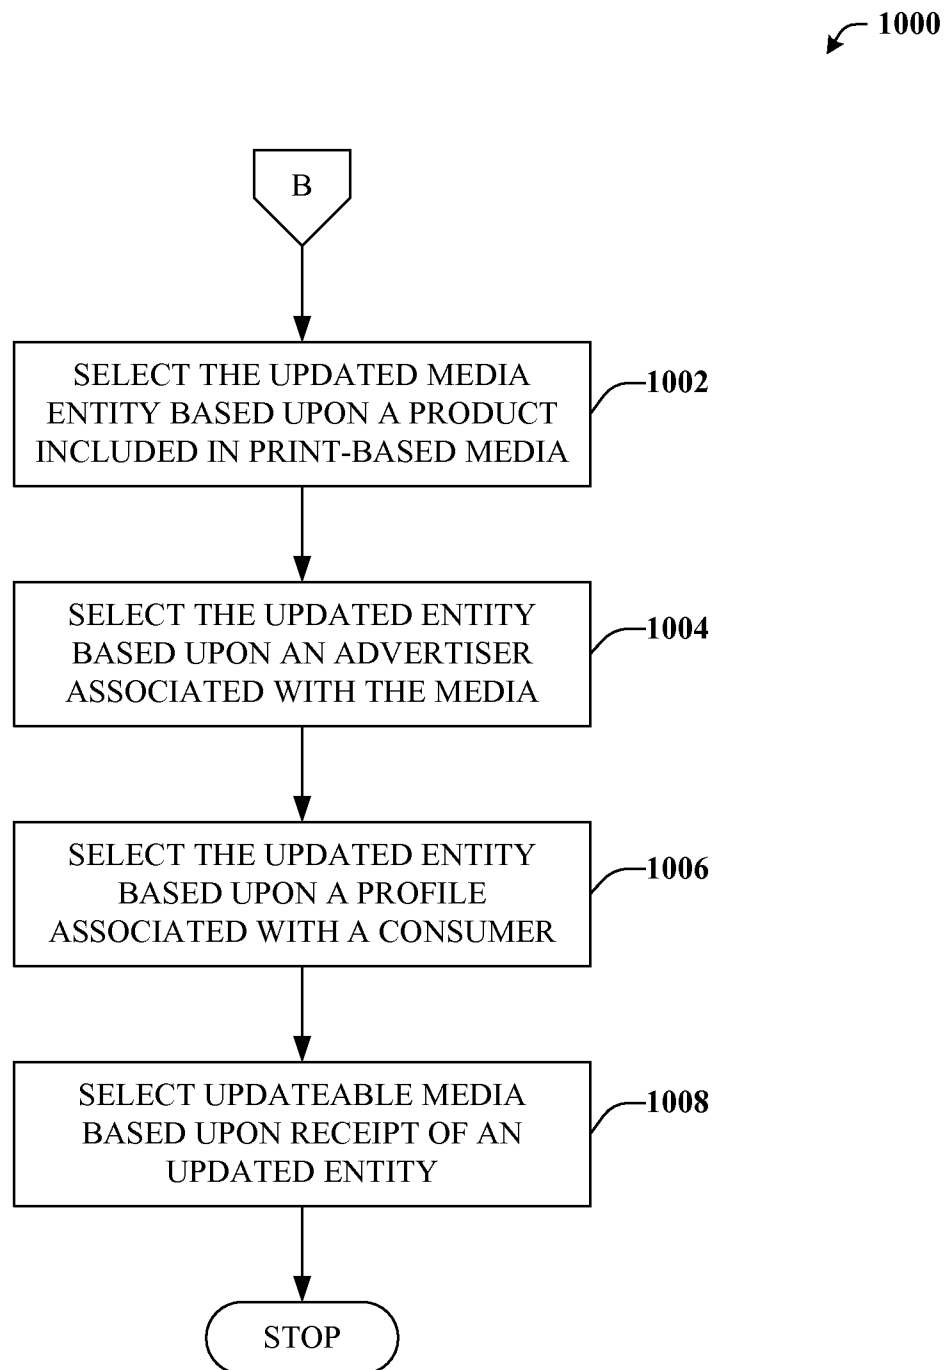 1000
B
SELECT THE UPDATED MEDIA
ENTITY BASED UPON A PRODUCT
INCLUDED IN PRINT-BASED MEDIA
1002
SELECT THE UPDATED ENTITY
BASED UPON AN ADVERTISER
ASSOCIATED WITH THE MEDIA
1004
SELECT THE UPDATED ENTITY
BASED UPON A PROFILE
ASSOCIATED WITH A CONSUMER
1006
SELECT UPDATEABLE MEDIA
BASED UPON RECEIPT OF AN
UPDATED ENTITY
1008
STOP